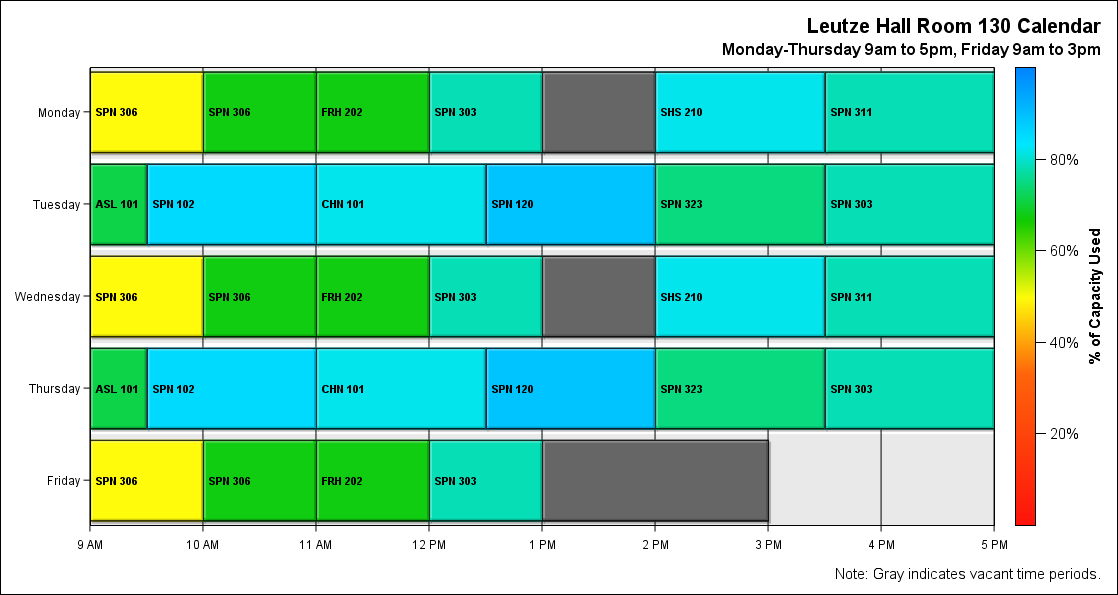 Leutze Hall Room 130 Calendar
Monday-Thursday 9am to 5pm, Friday 9am to 3pm
Monday SPN 306 SPN 306 FRH 202 SPN 303 SHS 210 SPN 311
80%
Tuesday ASL 101 SPN 102 CHN 101 SPN 120 SPN 323 SPN 303
60%
Wednesday SPN 306 SPN 306 FRH 202 SPN 303 SHS 210 SPN 311
% of Capacity Used
40%
Thursday ASL 101 SPN 102 CHN 101 SPN 120 SPN 323 SPN 303
20%
Friday SPN 306 SPN 306 FRH 202 SPN 303
9 AM 10 AM 11 AM 12 PM 1 PM 2 PM 3 PM 4 PM 5 PM
Note: Gray indicates vacant time periods.